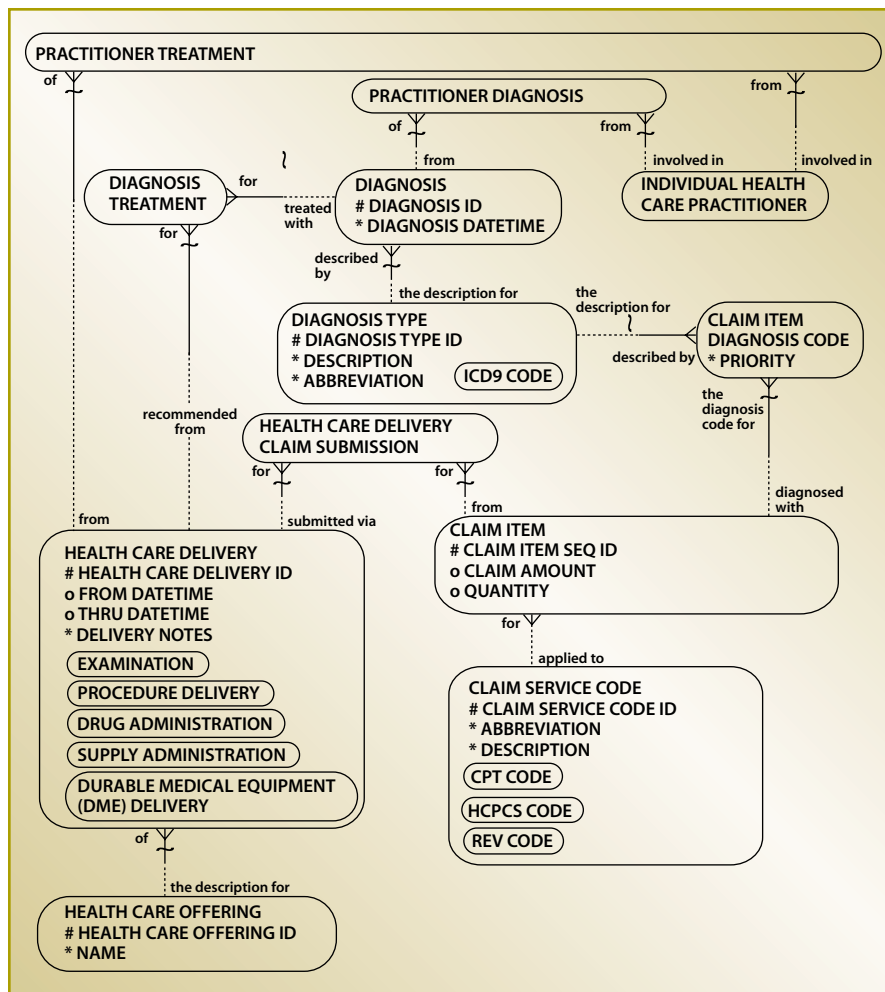 PRACTITIONER TREATMENT
of
from
PRACTITIONER DIAGNOSIS
of
from
from
involved in
involved in
DIAGNOSIS
TREATMENT
for
for
treated
with
DIAGNOSIS
# DIAGNOSIS ID
* DIAGNOSIS DATETIME
INDIVIDUAL HEALTH
CARE PRACTITIONER
described
by
the description for
the
description for
described by
DIAGNOSIS TYPE
# DIAGNOSIS TYPE ID
* DESCRIPTION
* ABBREVIATION
ICD9 CODE
CLAIM ITEM
DIAGNOSIS CODE
* PRIORITY
the
diagnosis
code for
recommended
from
HEALTH CARE DELIVERY
CLAIM SUBMISSION
for
for
from
submitted via
from
diagnosed
with
HEALTH CARE DELIVERY
# HEALTH CARE DELIVERY ID
o FROM DATETIME
o THRU DATETIME
* DELIVERY NOTES
EXAMINATION
PROCEDURE DELIVERY
DRUG ADMINISTRATION
SUPPLY ADMINISTRATION
DURABLE MEDICAL EQUIPMENT
(DME) DELIVERY
CLAIM ITEM
# CLAIM ITEM SEQ ID
o CLAIM AMOUNT
o QUANTITY
for
applied to
CLAIM SERVICE CODE
# CLAIM SERVICE CODE ID
* ABBREVIATION
* DESCRIPTION
CPT CODE
HCPCS CODE
REV CODE
of
the description for
HEALTH CARE OFFERING
# HEALTH CARE OFFERING ID
* NAME